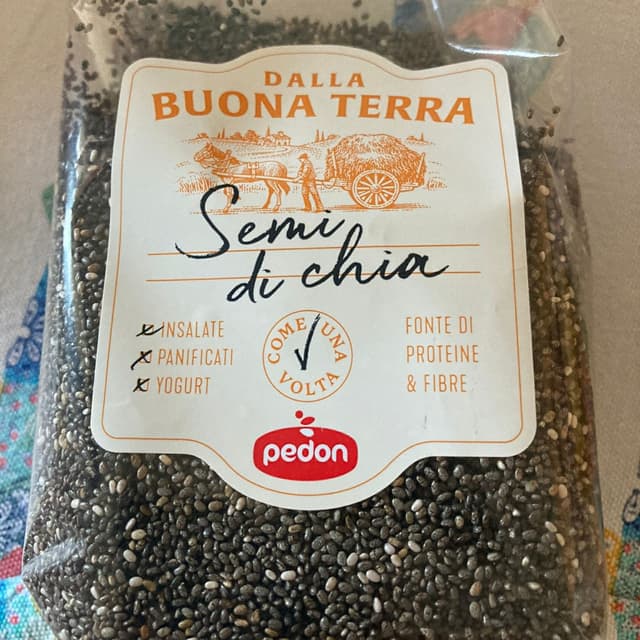 DALLA
BUONA TERRA
Semi
di chia
INSALATE
PANIFICATI
YOGURT
COME UNA VOLTA
FONTE DI
PROTEINE
& FIBRE
pedon